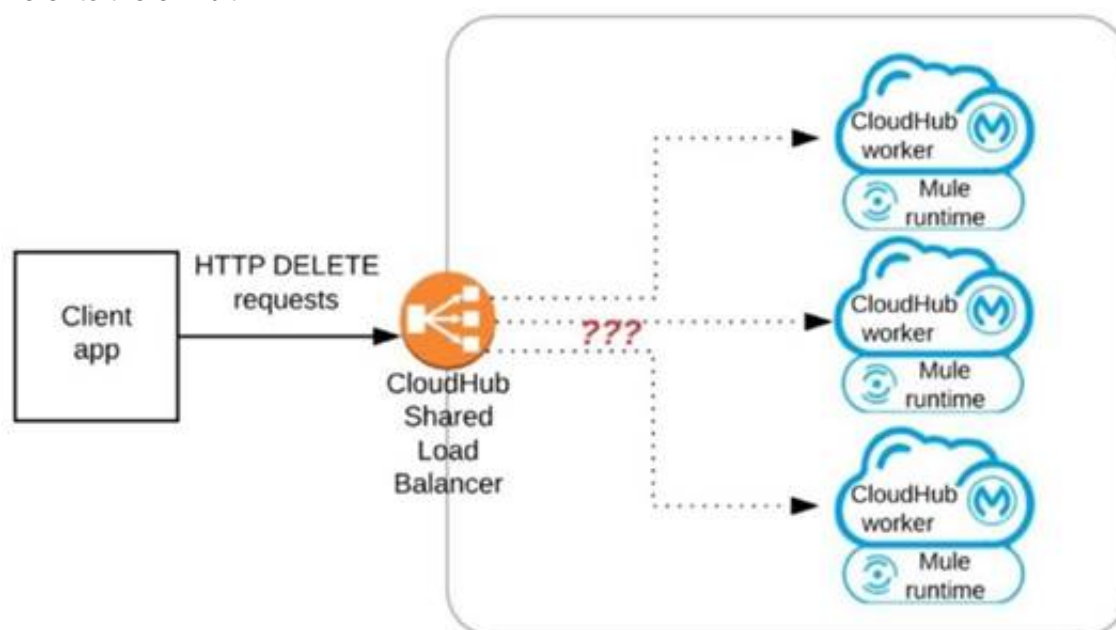 CloudHub
worker
Mule
runtime
HTTP DELETE
requests
Client
app
???
CloudHub
worker
Mule
runtime
CloudHub
Shared
Load
Balancer
CloudHub
worker
Mule
runtime